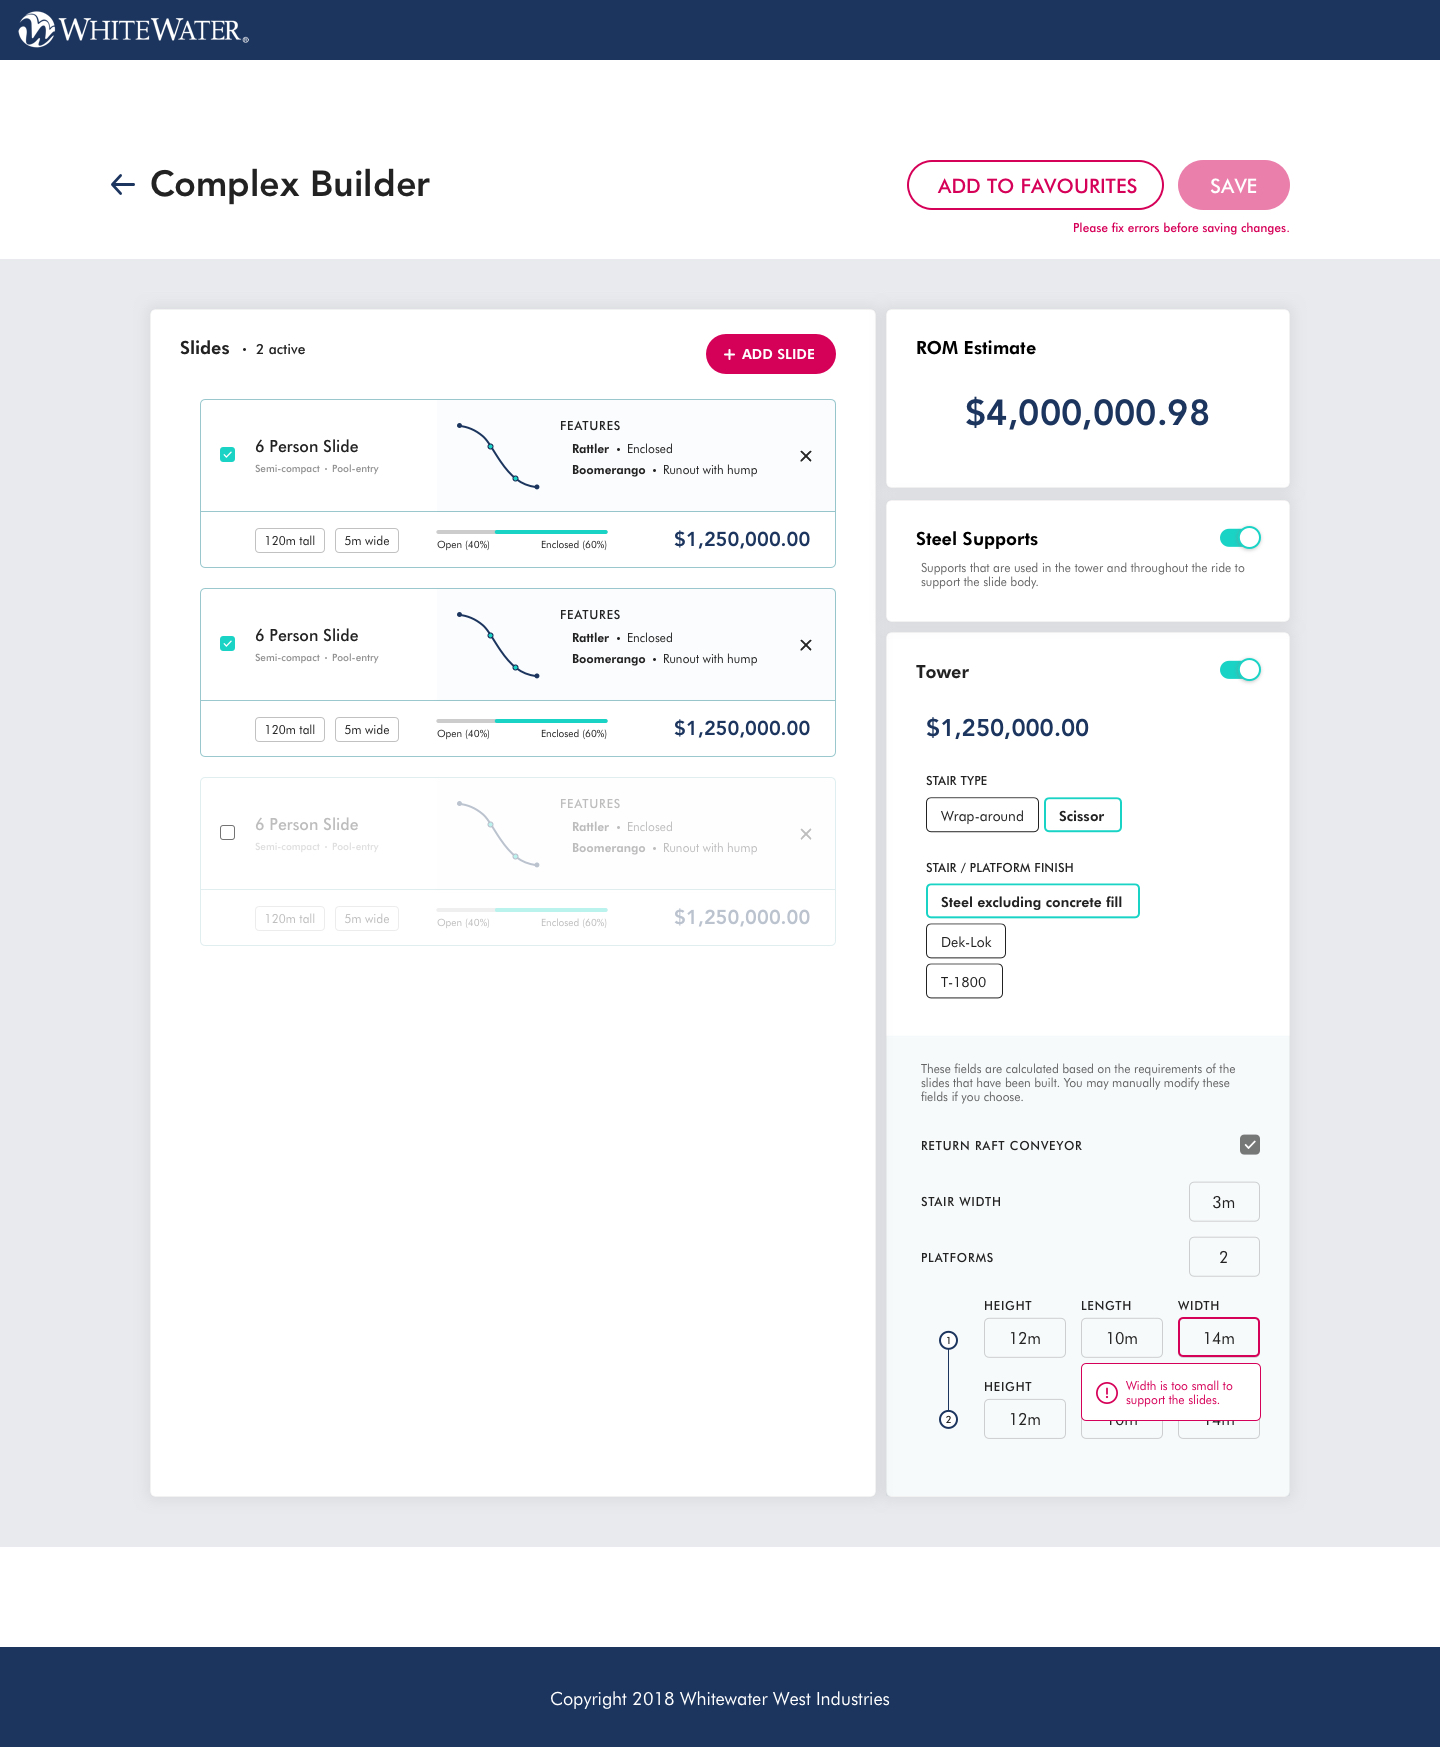 WHITEWATER®
Complex Builder
ADD TO FAVOURITES
SAVE
Please fix errors before saving changes.
Slides • 2 active
+ ADD SLIDE
6 Person Slide
Semi-compact • Pool-entry
FEATURES
Rattler • Enclosed
Boomerango • Runout with hump
120m tall
5m wide
Open (40%)
Enclosed (60%)
$1,250,000.00
6 Person Slide
Semi-compact • Pool-entry
FEATURES
Rattler • Enclosed
Boomerango • Runout with hump
120m tall
5m wide
Open (40%)
Enclosed (60%)
$1,250,000.00
6 Person Slide
Semi-compact • Pool-entry
FEATURES
Rattler • Enclosed
Boomerango • Runout with hump
120m tall
5m wide
Open (40%)
Enclosed (60%)
$1,250,000.00
ROM Estimate
$4,000,000.98
Steel Supports
Supports that are used in the tower and throughout the ride to
support the slide body.
Tower
$1,250,000.00
STAIR TYPE
Wrap-around
Scissor
STAIR / PLATFORM FINISH
Steel excluding concrete fill
Dek-Lok
T-1800
These fields are calculated based on the requirements of the
slides that have been built. You may manually modify these
fields if you choose.
RETURN RAFT CONVEYOR
STAIR WIDTH
3m
PLATFORMS
2
HEIGHT
LENGTH
WIDTH
1
12m
10m
14m
Width is too small to
support the slides.
HEIGHT
2
12m
Copyright 2018 Whitewater West Industries